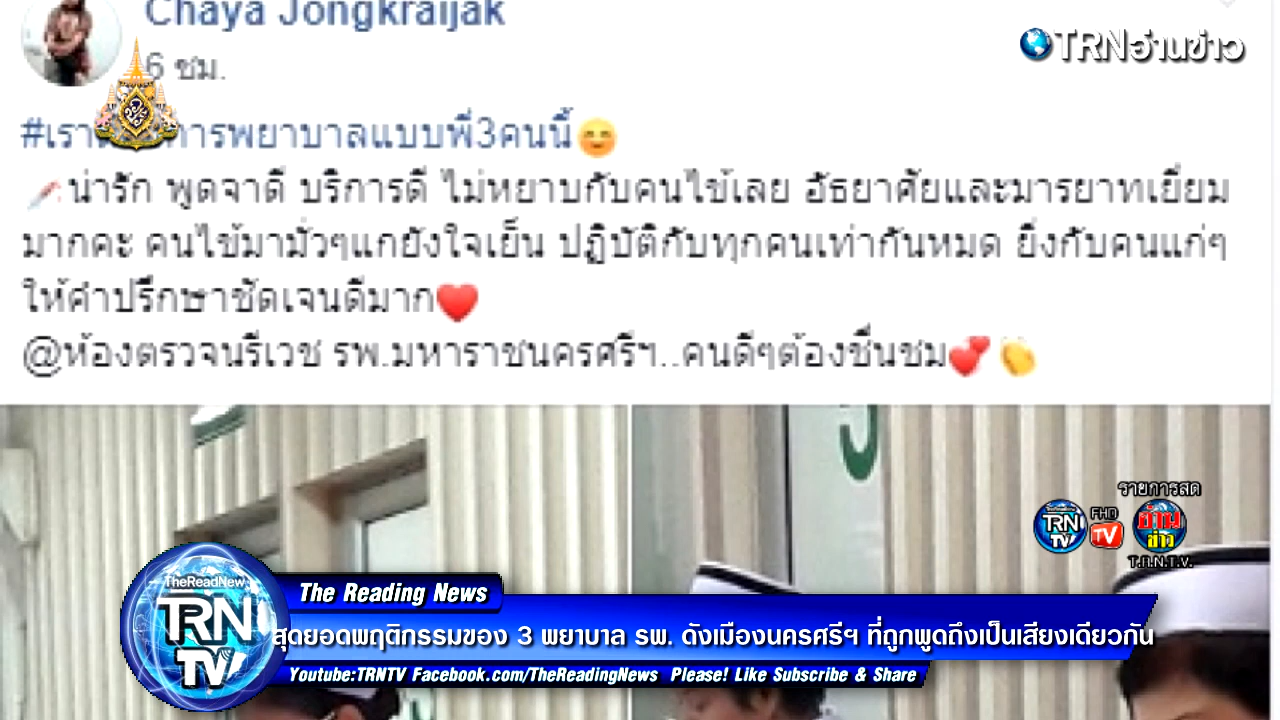 Chaya Jongkraijak
6 ชม.
TRNอ่านข่าว
#เรา การพยาบาลแบบพี่3คนนี้😊
น่ารัก พูดจาดี บริการดี ไม่หยาบกับคนไข้เลย อัธยาศัยและมารยาทเยี่ยม
มากคะ คนไข้มามั่วๆแกยังใจเย็น ปฏิบัติกับทุกคนเท่ากันหมด ยิ่งกับคนแก่ๆ
ให้คำปรึกษาชัดเจนดีมาก❤️
@ห้องตรวจนรีเวช รพ.มหาราชนครศรีฯ..คนดีๆต้องชื่นชม💕👏
รายการสด
TRN TV
FHD TV
อ่านข่าว
T.R.N.T.V.
TheReadNew
TRN
TV
The Reading News
สุดยอดพฤติกรรมของ 3 พยาบาล รพ. ดังเมืองนครศรีฯ ที่ถูกพูดถึงเป็นเสียงเดียวกัน
Youtube:TRNTV Facebook.com/TheReadingNews Please! Like Subscribe & Share